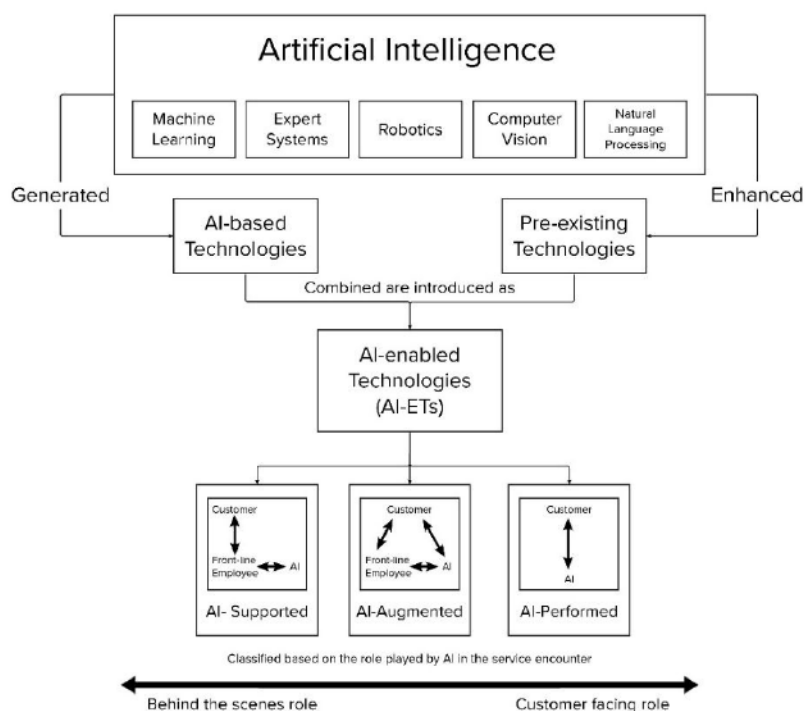 Artificial Intelligence
Machine
Learning
Expert
Systems
Robotics
Computer
Vision
Natural
Language
Processing
Generated
Enhanced
AI-based
Technologies
Pre-existing
Technologies
Combined are introduced as
AI-enabled
Technologies
(AI-ETs)
Customer
Front-line
Employee
AI
AI- Supported
Customer
Front-line
Employee
AI
AI-Augmented
Customer
AI
AI-Performed
Classified based on the role played by AI in the service encounter
Behind the scenes role
Customer facing role